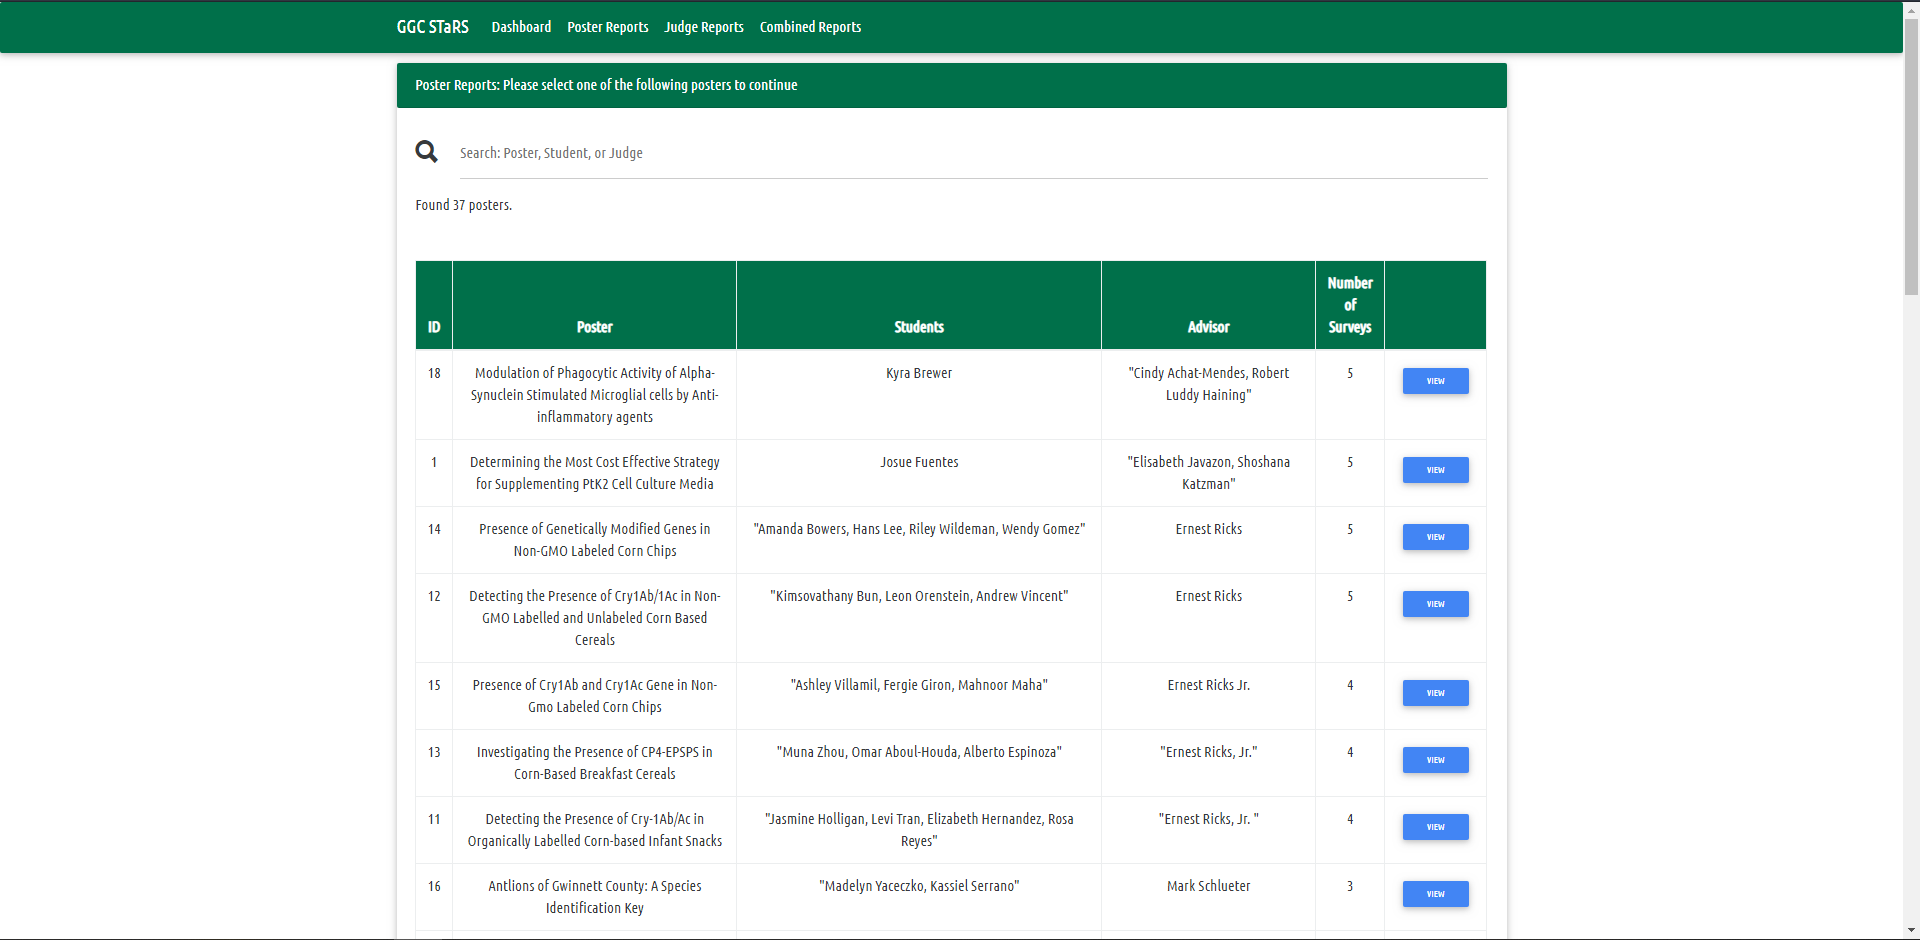 GGC STaRS Dashboard Poster Reports Judge Reports Combined Reports
Poster Reports: Please select one of the following posters to continue
Search: Poster, Student, or Judge
Found 37 posters.
ID Poster Students Advisor Number
of
Surveys
18 Modulation of Phagocytic Activity of Alpha-
Synuclein Stimulated Microglial cells by Anti-
inflammatory agents
Kyra Brewer
"Cindy Achat-Mendes, Robert
Luddy Haining"
5
VIEW
1
Determining the Most Cost Effective Strategy
for Supplementing PtK2 Cell Culture Media
Josue Fuentes
"Elisabeth Javazon, Shoshana
Katzman"
5
VIEW
14
Presence of Genetically Modified Genes in
Non-GMO Labeled Corn Chips
"Amanda Bowers, Hans Lee, Riley Wildeman, Wendy Gomez"
Ernest Ricks
5
VIEW
12
Detecting the Presence of Cry1Ab/1Ac in Non-
GMO Labelled and Unlabeled Corn Based
Cereals
"Kimsovathany Bun, Leon Orenstein, Andrew Vincent"
Ernest Ricks
5
VIEW
15
Presence of Cry1Ab and Cry1Ac Gene in Non-
Gmo Labeled Corn Chips
"Ashley Villamil, Fergie Giron, Mahnoor Maha"
Ernest Ricks Jr.
4
VIEW
13
Investigating the Presence of CP4-EPSPS in
Corn-Based Breakfast Cereals
"Muna Zhou, Omar Aboul-Houda, Alberto Espinoza"
"Ernest Ricks, Jr."
4
VIEW
11
Detecting the Presence of Cry-1Ab/Ac in
Organically Labelled Corn-based Infant Snacks
"Jasmine Holligan, Levi Tran, Elizabeth Hernandez, Rosa
Reyes"
"Ernest Ricks, Jr. "
4
VIEW
16
Antlions of Gwinnett County: A Species
Identification Key
"Madelyn Yaceczko, Kassiel Serrano"
Mark Schlueter
3
VIEW